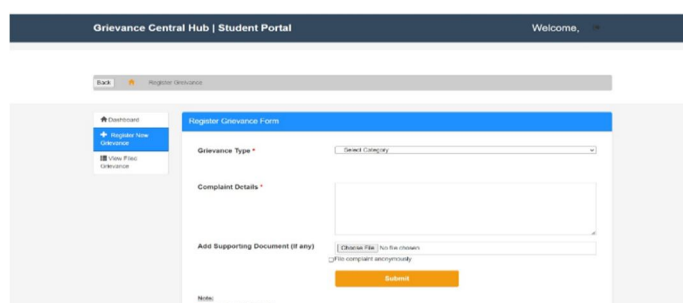 Grievance Central Hub | Student Portal
Welcome,
Back
Register Grievance
Dashboard
Register New
Grievance
View Filed
Grievance
Register Grievance Form
Grievance Type *
Select Category
Complaint Details *
Add Supporting Document (if any)
Choose File No file chosen
File complaint anonymously
Submit
Note: